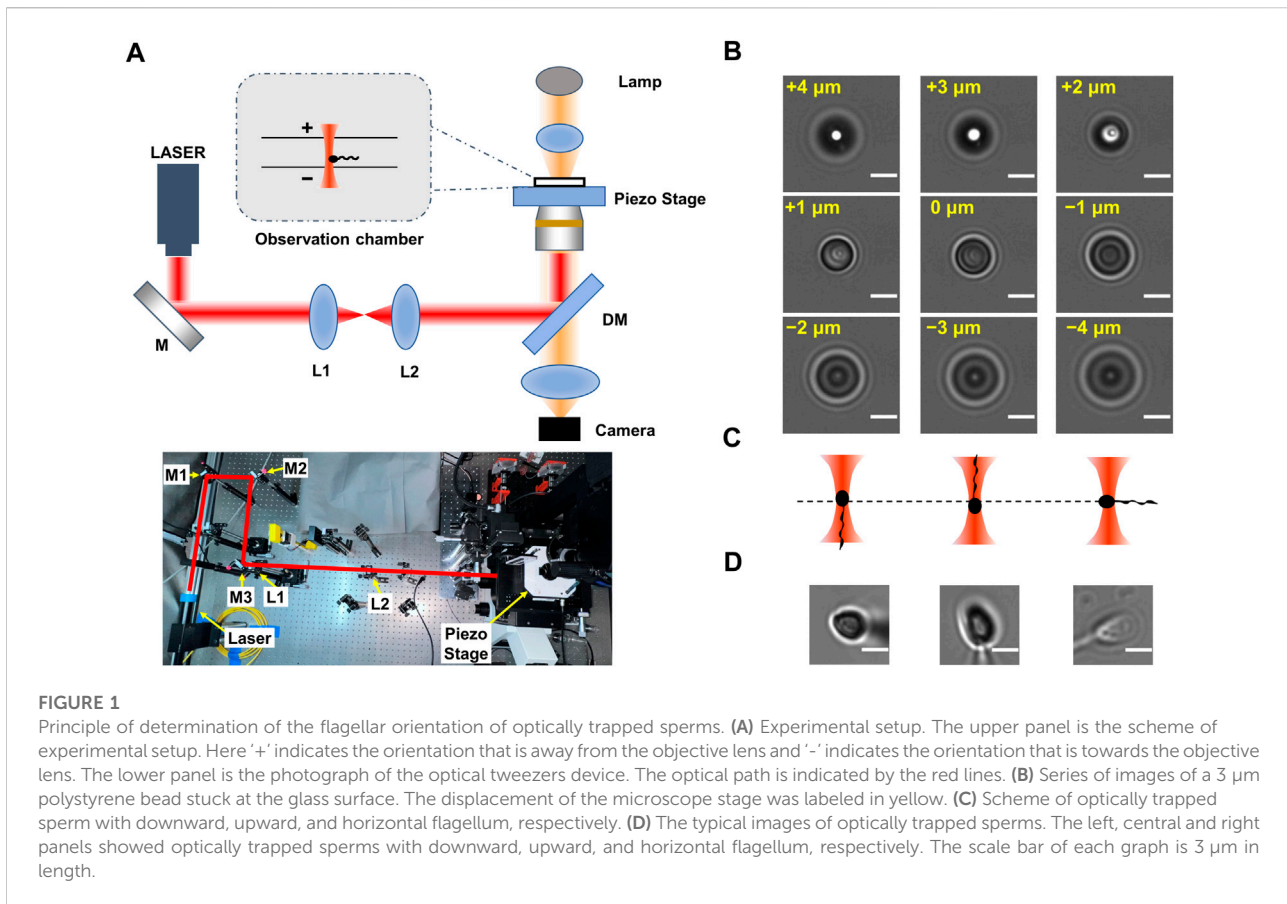 A
Lamp
+
LASER
−
Piezo Stage
Observation chamber
DM
M
L1
L2
Camera
M1
M2
M3
L1
L2
Laser
Piezo
Stage
B
+4 µm
+3 µm
+2 µm
+1 µm
0 µm
−1 µm
−2 µm
−3 µm
−4 µm
C
D
FIGURE 1
Principle of determination of the flagellar orientation of optically trapped sperms. (A) Experimental setup. The upper panel is the scheme of
experimental setup. Here '+' indicates the orientation that is away from the objective lens and '-' indicates the orientation that is towards the objective
lens. The lower panel is the photograph of the optical tweezers device. The optical path is indicated by the red lines. (B) Series of images of a 3 µm
polystyrene bead stuck at the glass surface. The displacement of the microscope stage was labeled in yellow. (C) Scheme of optically trapped
sperm with downward, upward, and horizontal flagellum, respectively. (D) The typical images of optically trapped sperms. The left, central and right
panels showed optically trapped sperms with downward, upward, and horizontal flagellum, respectively. The scale bar of each graph is 3 µm in
length.